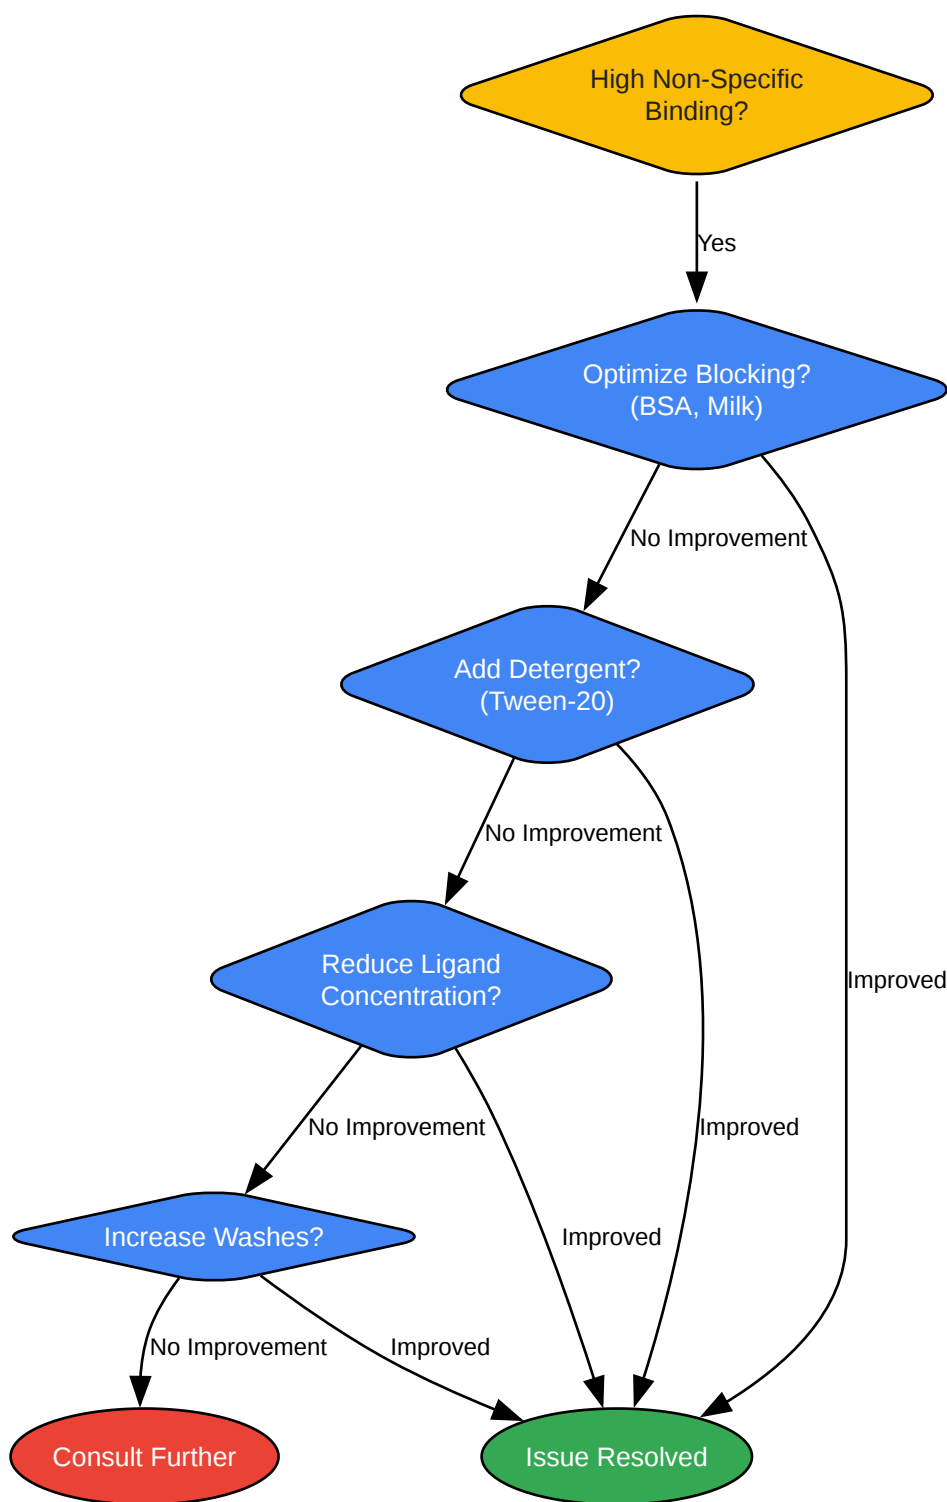 High Non-Specific
Binding?
Yes
Optimize Blocking?
(BSA, Milk)
No Improvement
Add Detergent?
(Tween-20)
No Improvement
Reduce Ligand
Concentration?
Improved
No Improvement
Improved
Increase Washes?
Improved
No Improvement
Improved
Consult Further
Issue Resolved